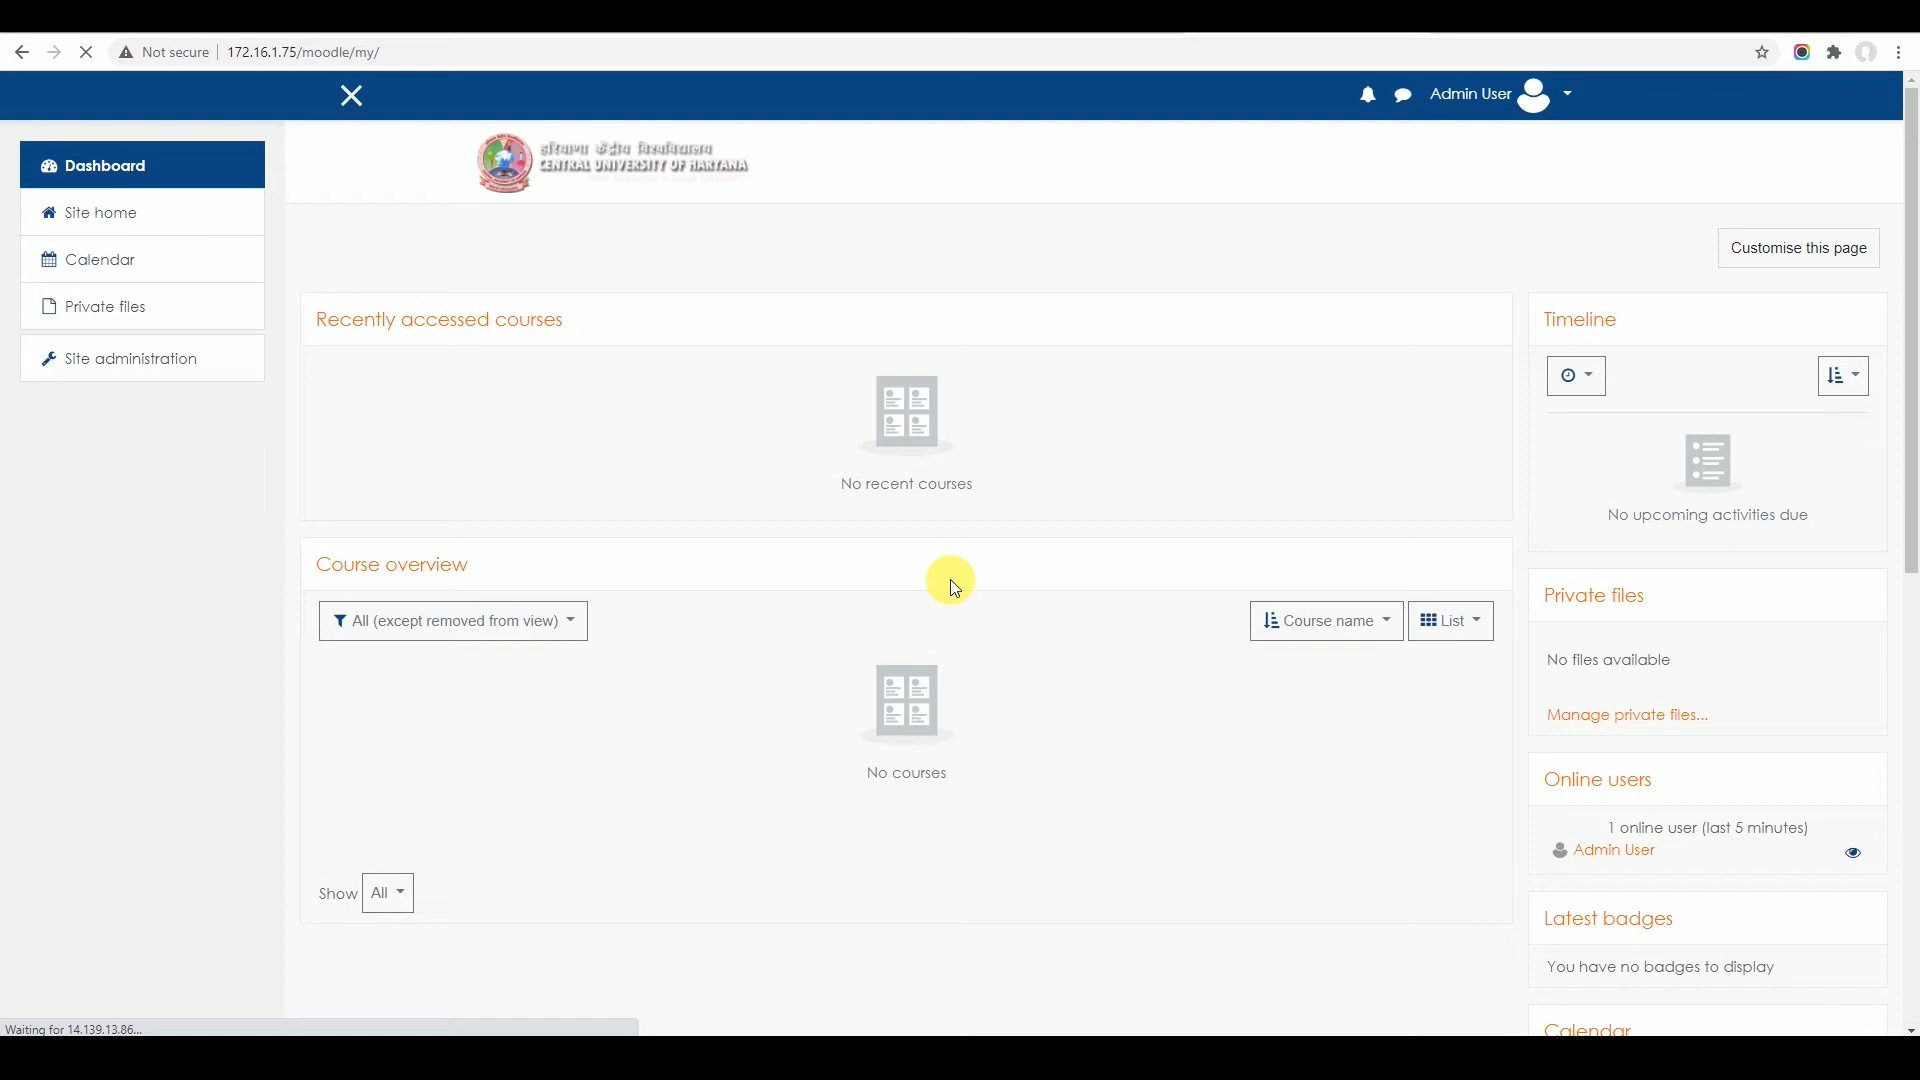 Not secure
172.16.1.75/moodle/my/
Admin User
हरियाणा केंद्रीय विश्वविद्यालय
CENTRAL UNIVERSITY OF HARYANA
Dashboard
Site home
Calendar
Private files
Site administration
Customise this page
Recently accessed courses
No recent courses
Course overview
All (except removed from view)
Course name
List
No courses
Show
All
Timeline
No upcoming activities due
Private files
No files available
Manage private files...
Online users
1 online user (last 5 minutes)
Admin User
Latest badges
You have no badges to display
Calendar
Waiting for 14.139.13.86...